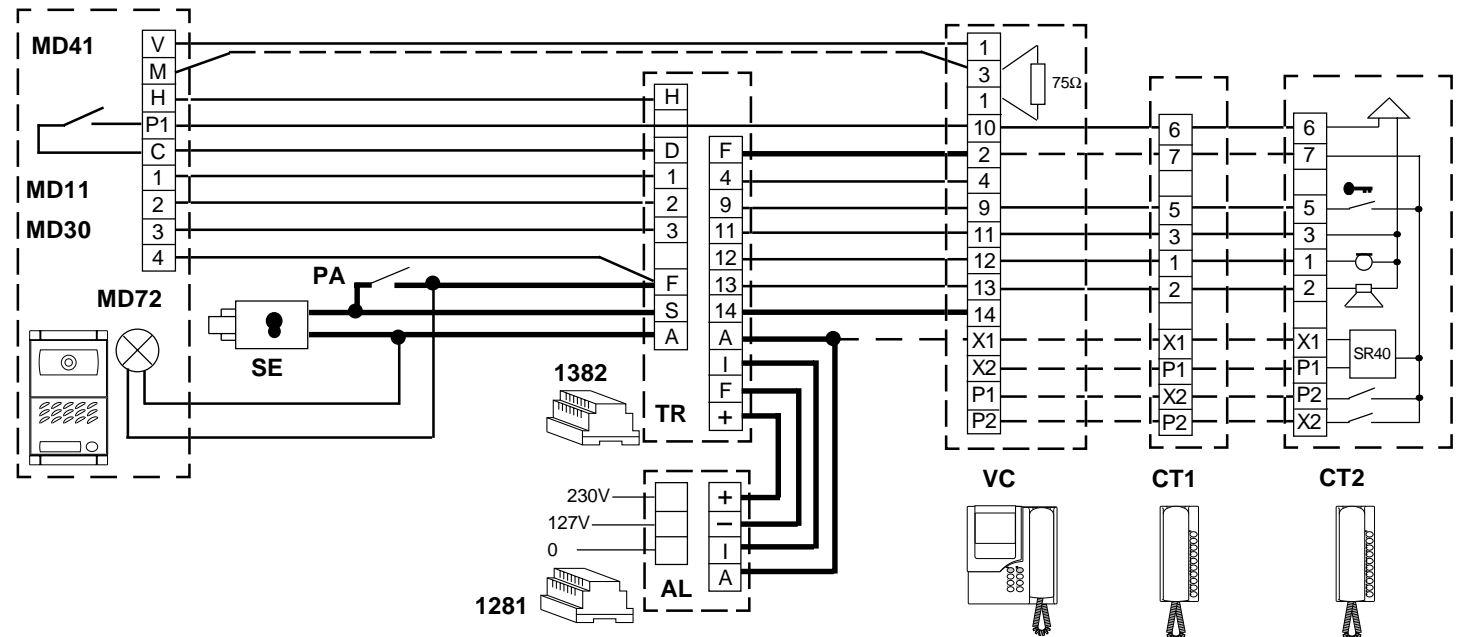 MD41
MD11
MD30
MD72
V
M
H
P1
C
1
2
3
4
PA
SE
H
D
1
2
3
F
S
A
F
4
9
11
12
13
14
A
I
F
+
1382
TR
230V
127V
0
+
–
I
A
AL
1281
1
3
1
10
2
4
9
11
12
13
14
X1
X2
P1
P2
75Ω
VC
6
7
5
3
1
2
X1
P1
X2
P2
CT1
6
7
5
3
1
2
X1
P1
P2
X2
SR40
CT2